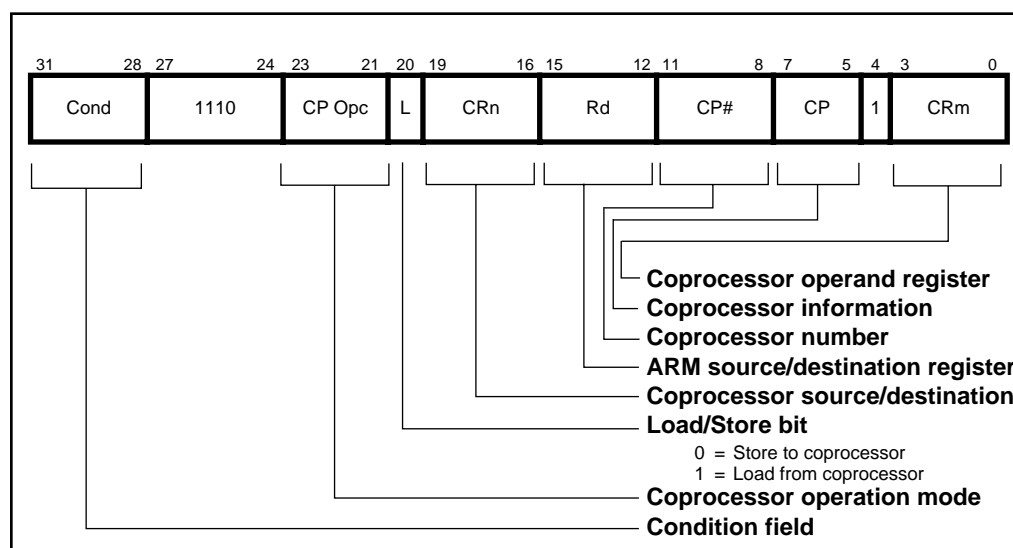 31 28 27 24 23 21 20 19 16 15 12 11 8 7 5 4 3 0
Cond 1110 CP Opc L CRn Rd CP# CP 1 CRm
Coprocessor operand register
Coprocessor information
Coprocessor number
ARM source/destination register
Coprocessor source/destination
Load/Store bit
0 = Store to coprocessor
1 = Load from coprocessor
Coprocessor operation mode
Condition field